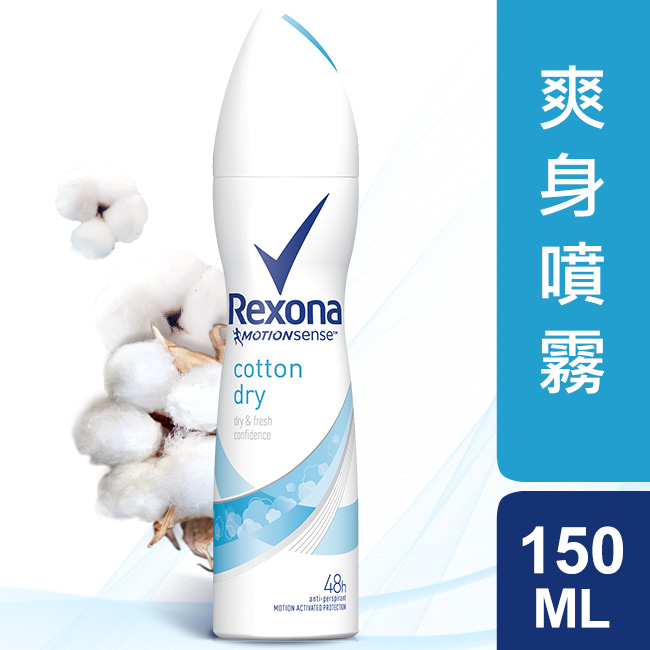 Rexona
MOTIONSENSE™
cotton
dry
dry & fresh
confidence
48h
anti-perspirant
MOTION ACTIVATED PROTECTION
爽身噴霧
150
ML